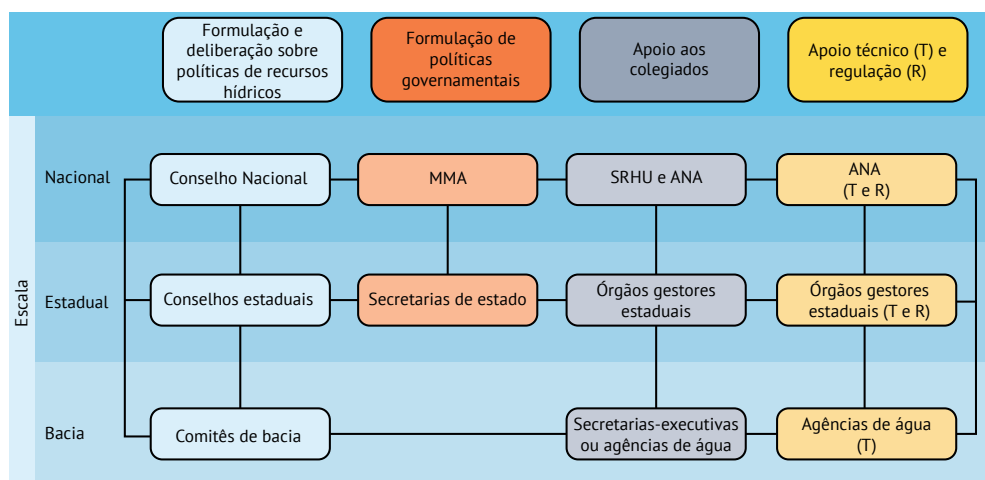 Formulação e
deliberação sobre
políticas de recursos
hídricos
Formulação de
políticas
governamentais
Apoio aos
colegiados
Apoio técnico (T) e
regulação (R)
Escala
Nacional
Conselho Nacional
MMA
SRHU e ANA
ANA
(T e R)
Estadual
Conselhos estaduais
Secretarias de estado
Órgãos gestores
estaduais
Órgãos gestores
estaduais (T e R)
Bacia
Comitês de bacia
Secretarias-executivas
ou agências de água
Agências de água
(T)